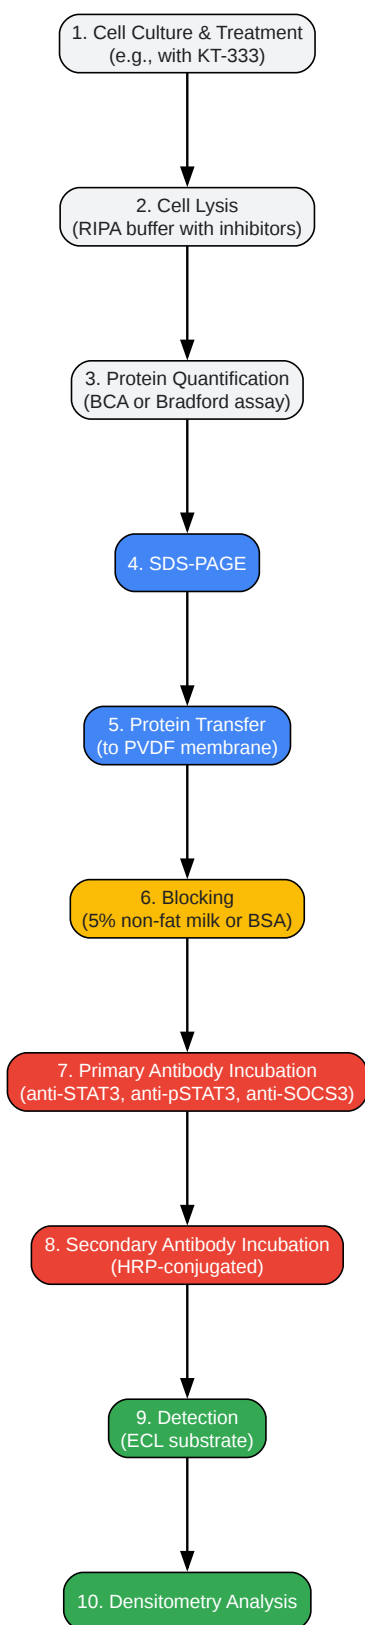 1. Cell Culture & Treatment
(e.g., with KT-333)
2. Cell Lysis
(RIPA buffer with inhibitors)
3. Protein Quantification
(BCA or Bradford assay)
4. SDS-PAGE
5. Protein Transfer
(to PVDF membrane)
6. Blocking
(5% non-fat milk or BSA)
7. Primary Antibody Incubation
(anti-STAT3, anti-pSTAT3, anti-SOCS3)
8. Secondary Antibody Incubation
(HRP-conjugated)
9. Detection
(ECL substrate)
10. Densitometry Analysis